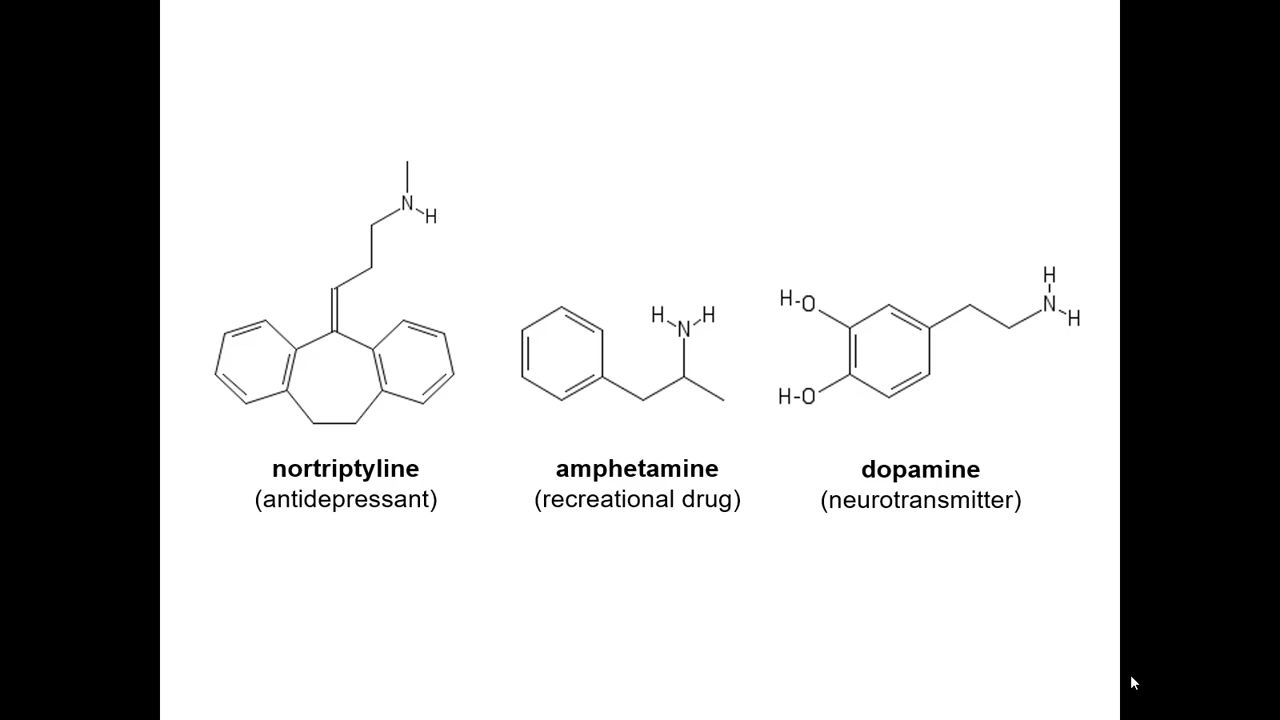 N
H
H
H
N
H
H-O
N
H
H-O
nortriptyline
(antidepressant)
amphetamine
(recreational drug)
dopamine
(neurotransmitter)